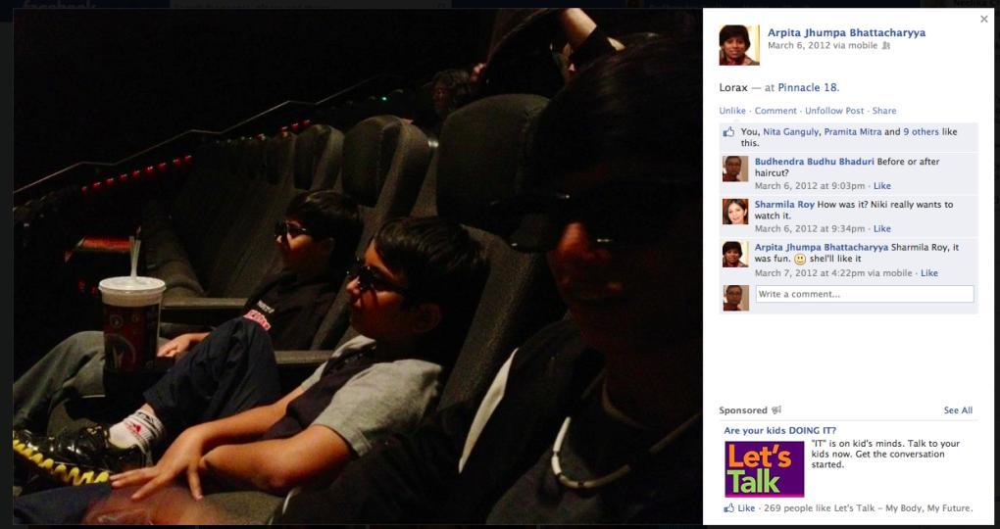 facebook
Arpita Jhumpa Bhattacharyya
March 6, 2012 via mobile
Lorax — at Pinnacle 18.
Unlike · Comment · Unfollow Post · Share
You, Nita Ganguly, Pramita Mitra and 9 others like
this.
Budhendra Budhu Bhaduri Before or after
haircut?
March 6, 2012 at 9:03pm · Like
Sharmila Roy How was it? Niki really wants to
watch it.
March 6, 2012 at 9:34pm · Like
Arpita Jhumpa Bhattacharyya Sharmila Roy, it
was fun. shel'll like it
March 7, 2012 at 4:22pm via mobile · Like
Write a comment...
Sponsored
See All
Are your kids DOING IT?
Let's
Talk
"IT" is on kid's minds. Talk to your
kids now. Get the conversation
started.
Like · 269 people like Let's Talk – My Body, My Future.